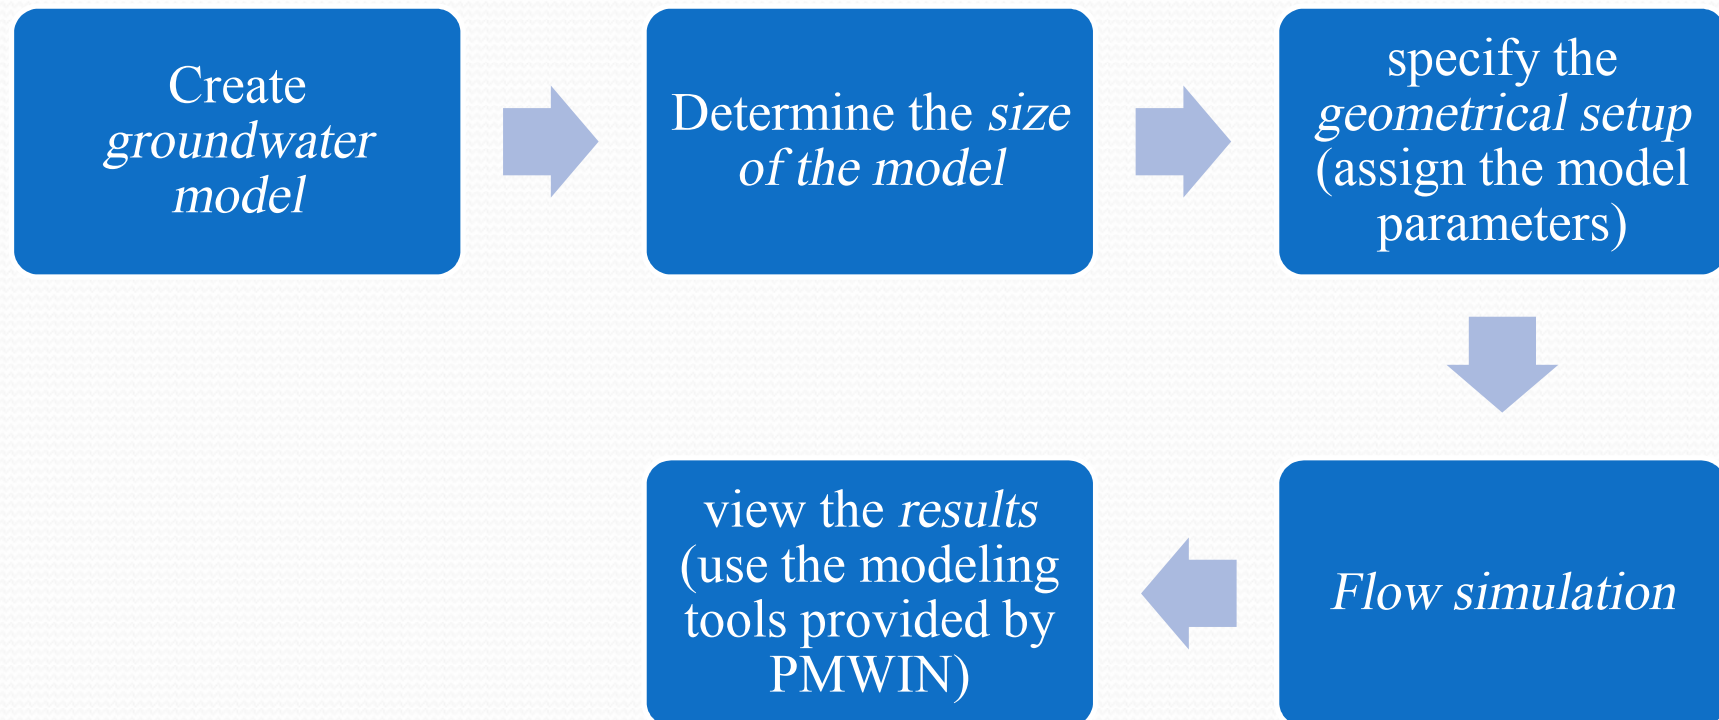 Create
groundwater
model
Determine the size
of the model
specify the
geometrical setup
(assign the model
parameters)
Flow simulation
view the results
(use the modeling
tools provided by
PMWIN)